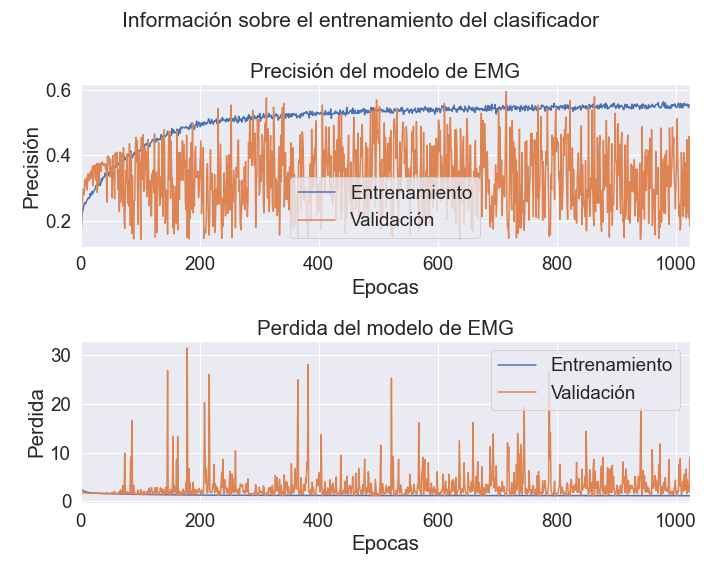 Información sobre el entrenamiento del clasificador
Precisión del modelo de EMG
0.6
0.4
0.2
Precisión
Entrenamiento
Validación
0 200 400 600 800 1000
Epocas
Perdida del modelo de EMG
30
20
10
0
Perdida
Entrenamiento
Validación
0 200 400 600 800 1000
Epocas